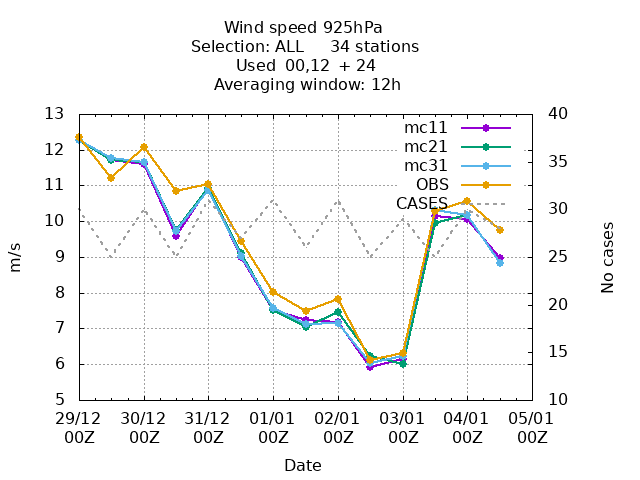 Wind speed 925hPa
Selection: ALL     34 stations
Used  00,12  + 24
Averaging window: 12h
13
12
11
10
9
8
7
6
5
m/s
40
35
30
25
20
15
10
No cases
mc11
mc21
mc31
OBS
CASES
29/12 30/12 31/12 01/01 02/01 03/01 04/01 05/01
00Z 00Z 00Z 00Z 00Z 00Z 00Z 00Z
Date